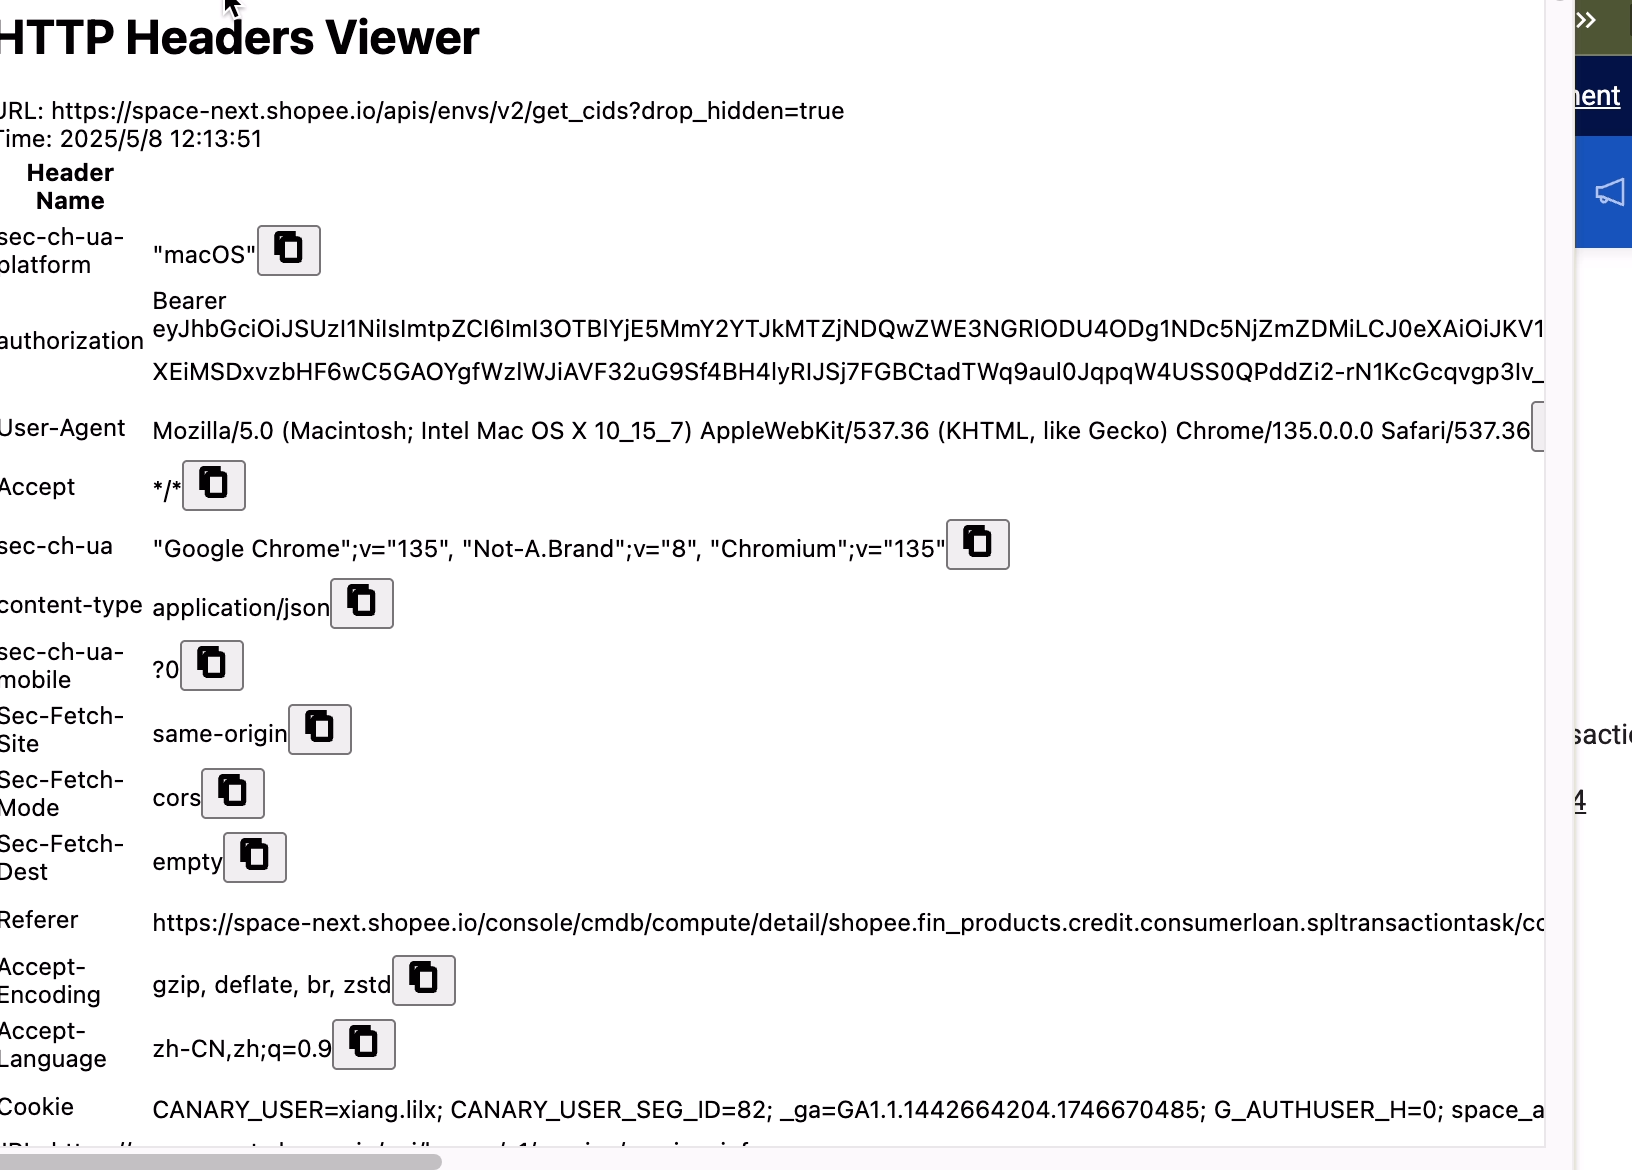 HTTP Headers Viewer
URL: https://space-next.shopee.io/apis/envs/v2/get_cids?drop_hidden=true
Time: 2025/5/8 12:13:51
Header
Name
sec-ch-ua-
platform
"macOS"
authorization
Bearer
eyJhbGciOiJSUzI1NiIsImtpZCI6ImI3OTBlYjE5MmY2YTJkMTZjNDQwZWE3NGRlODU4ODg1NDc5NjZmZDMiLCJ0eXAiOiJKV1
XEiMSDxvzbHF6wC5GAOYgfWzlWJiAVF32uG9Sf4BH4lyRIJSj7FGBCtadTWq9aul0JqpqW4USS0QPddZi2-rN1KcGcqvgp3Iv_
User-Agent
Mozilla/5.0 (Macintosh; Intel Mac OS X 10_15_7) AppleWebKit/537.36 (KHTML, like Gecko) Chrome/135.0.0.0 Safari/537.36
Accept
*/*
sec-ch-ua
"Google Chrome";v="135", "Not-A.Brand";v="8", "Chromium";v="135"
content-type
application/json
sec-ch-ua-
mobile
?0
Sec-Fetch-
Site
same-origin
Sec-Fetch-
Mode
cors
Sec-Fetch-
Dest
empty
Referer
https://space-next.shopee.io/console/cmdb/compute/detail/shopee.fin_products.credit.consumerloan.spltransactiontask/co
Accept-
Encoding
gzip, deflate, br, zstd
Accept-
Language
zh-CN,zh;q=0.9
Cookie
CANARY_USER=xiang.lilx; CANARY_USER_SEG_ID=82; _ga=GA1.1.1442664204.1746670485; G_AUTHUSER_H=0; space_a
4